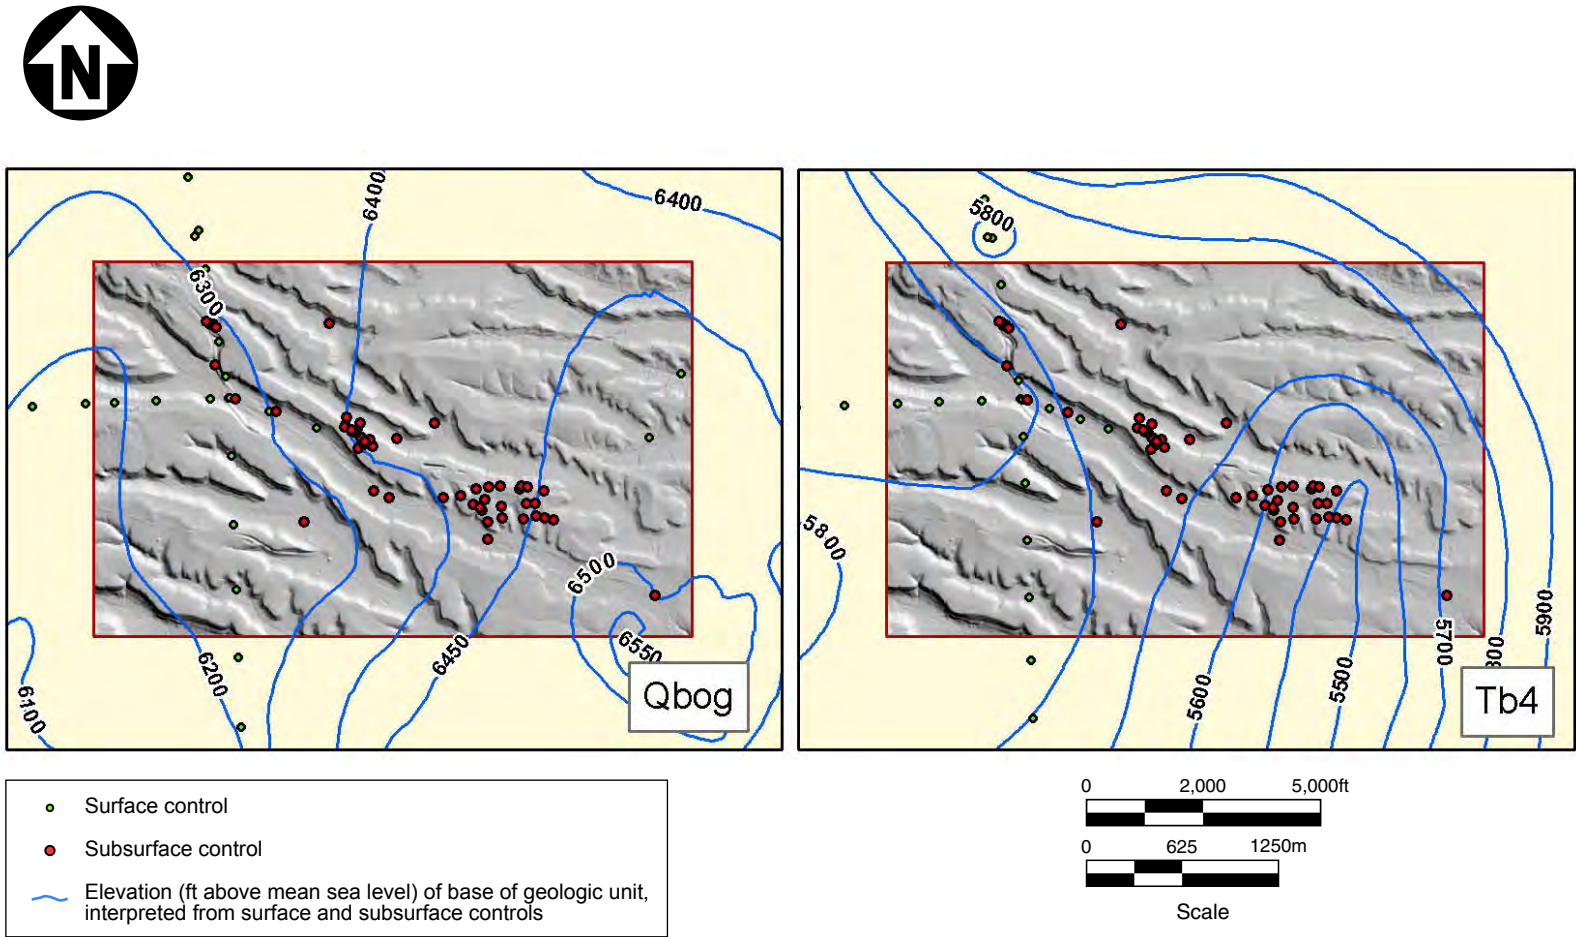 N
6400
6400
6300
6500
6550
6450
6200
6100
Qbog
5800
5800
5900
5700
5600
5500
Tb4
Surface control
Subsurface control
Elevation (ft above mean sea level) of base of geologic unit,
interpreted from surface and subsurface controls
0 2,000 5,000ft
0 625 1250m
Scale